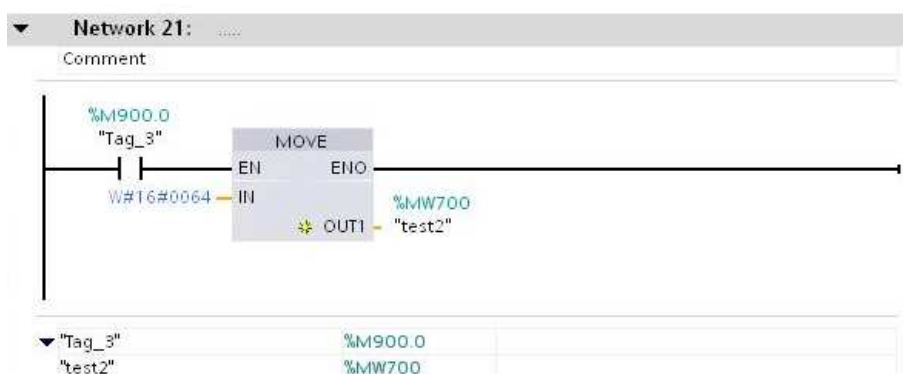 Network 21: .....
Comment
%M900.0
"Tag_3"
MOVE
EN ENO
W#16#0064 IN
%MW700
OUT1 "test2"
"Tag_3" %M900.0
"test2" %MW700